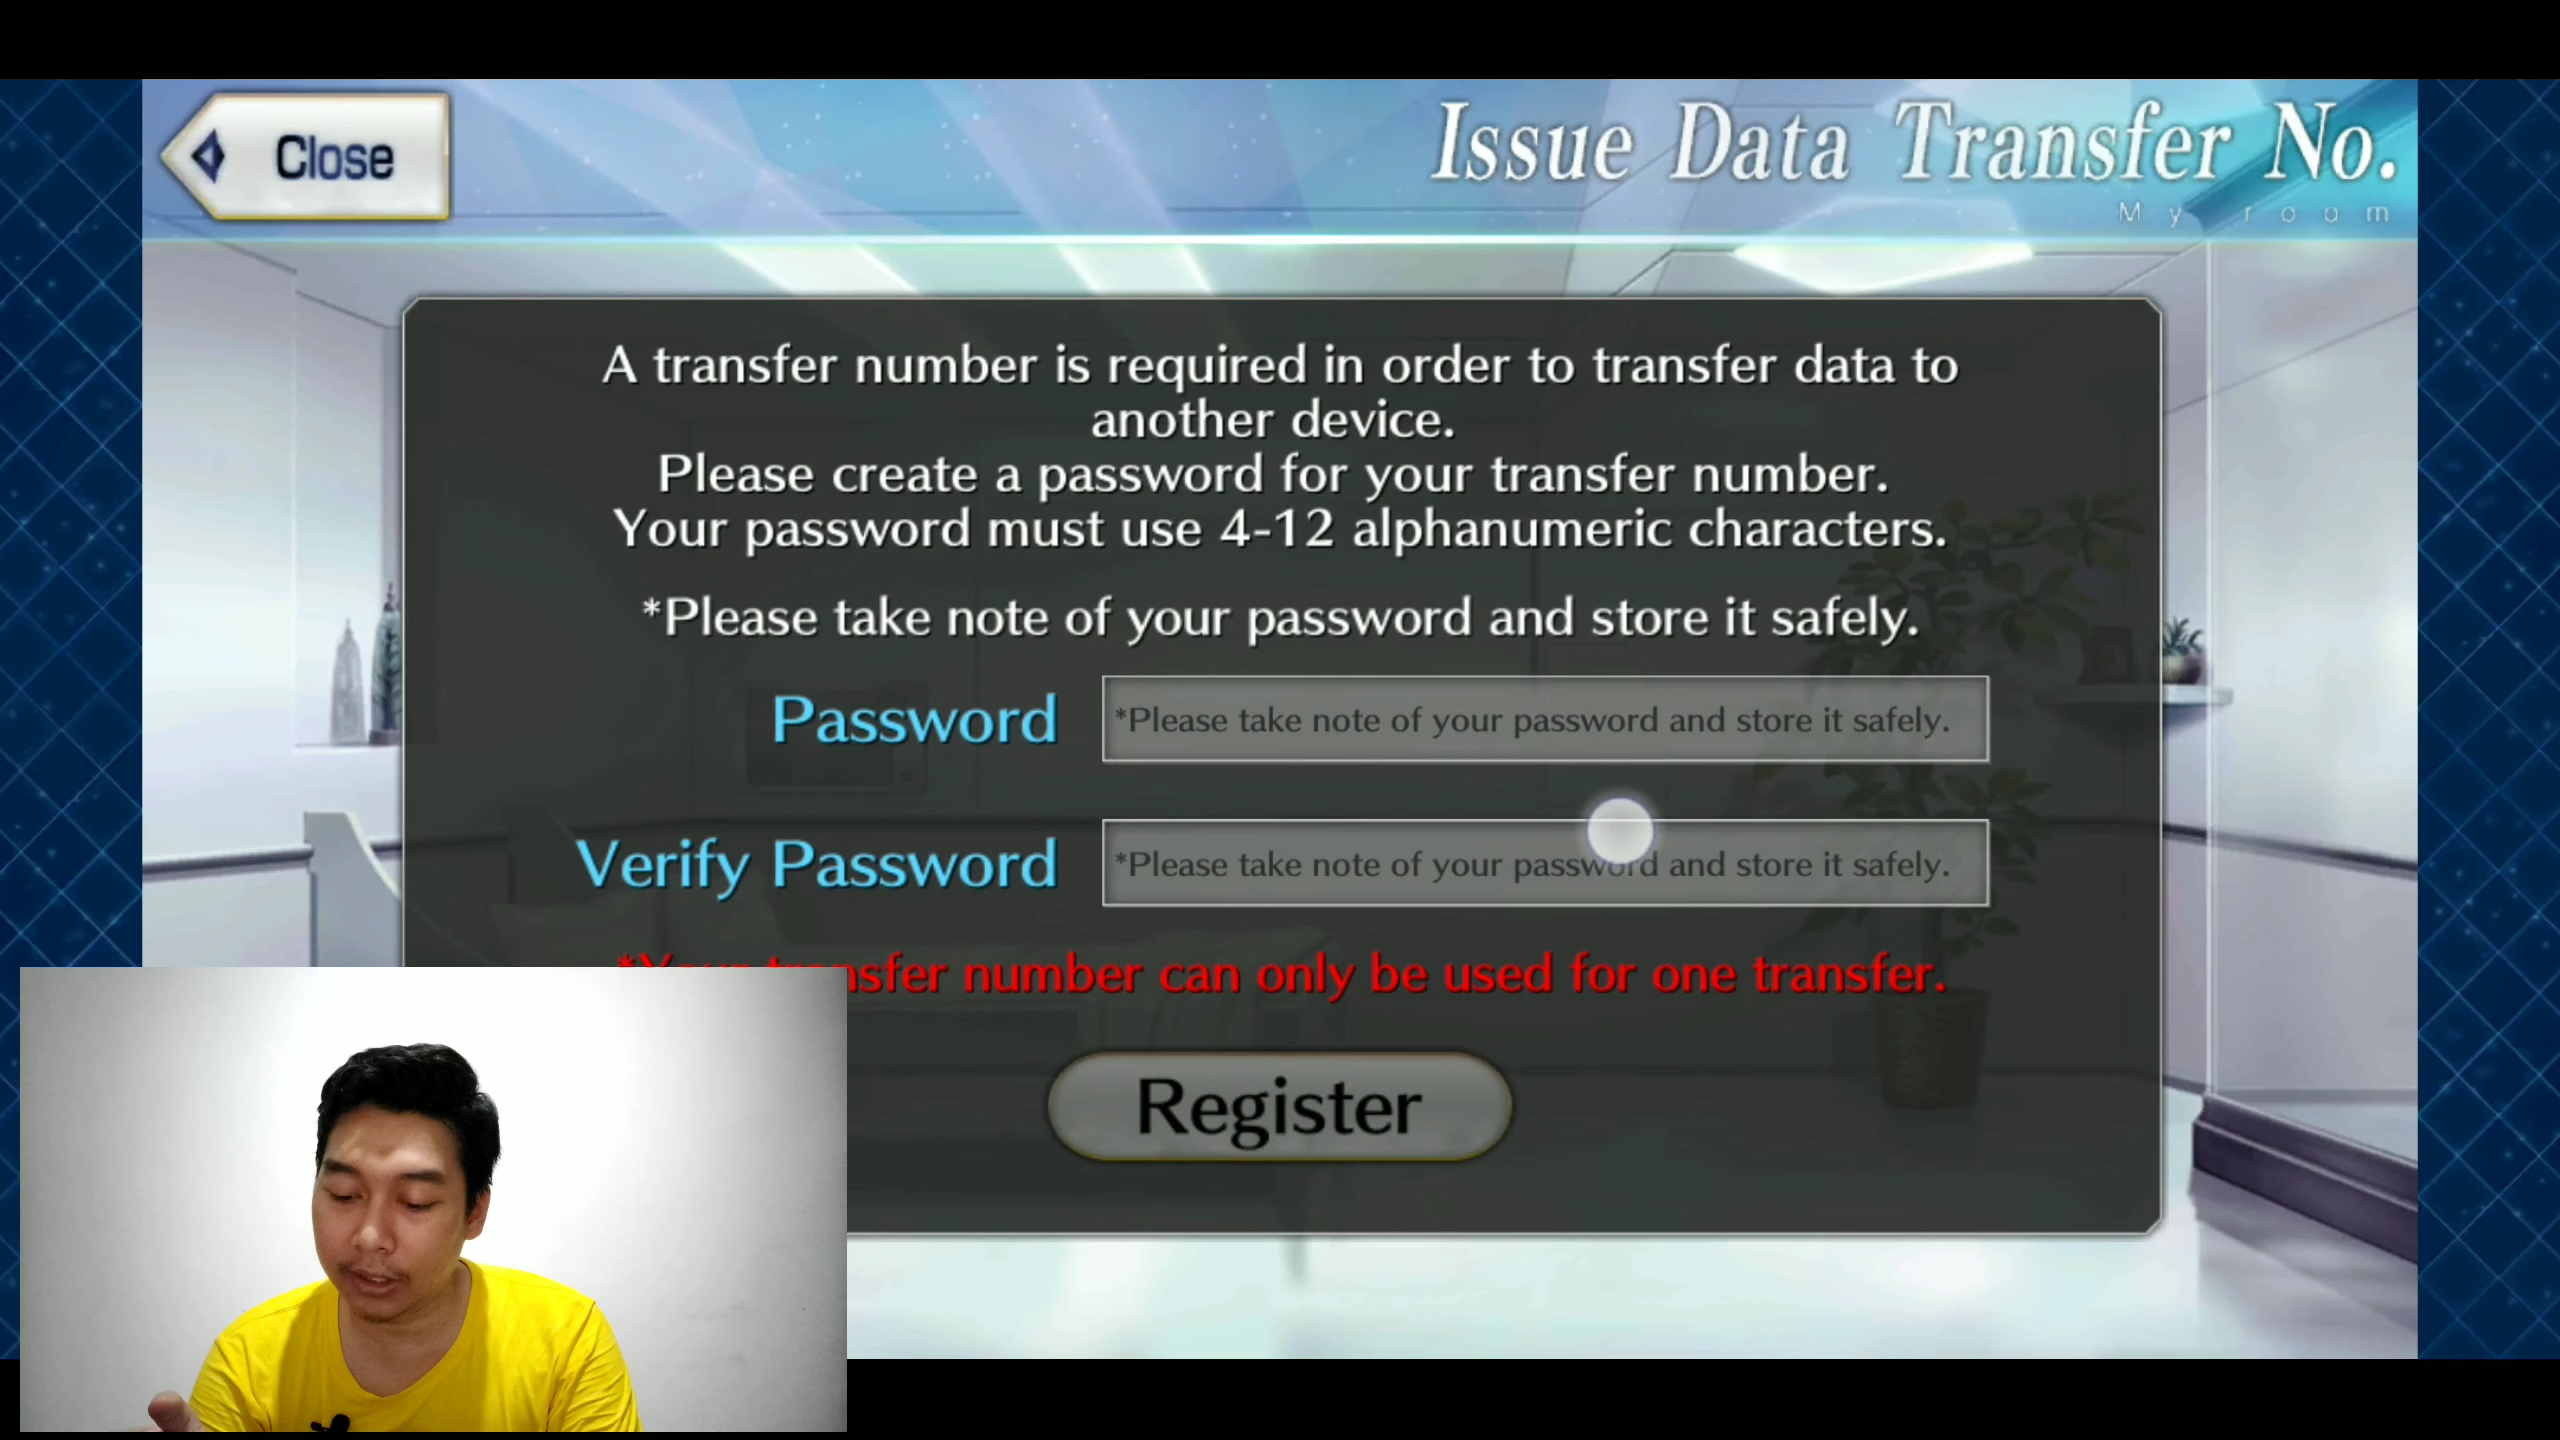 Close
Issue Data Transfer No.
My room
A transfer number is required in order to transfer data to
another device.
Please create a password for your transfer number.
Your password must use 4-12 alphanumeric characters.
*Please take note of your password and store it safely.
Password
*Please take note of your password and store it safely.
Verify Password
*Please take note of your password and store it safely.
*Your transfer number can only be used for one transfer.
Register